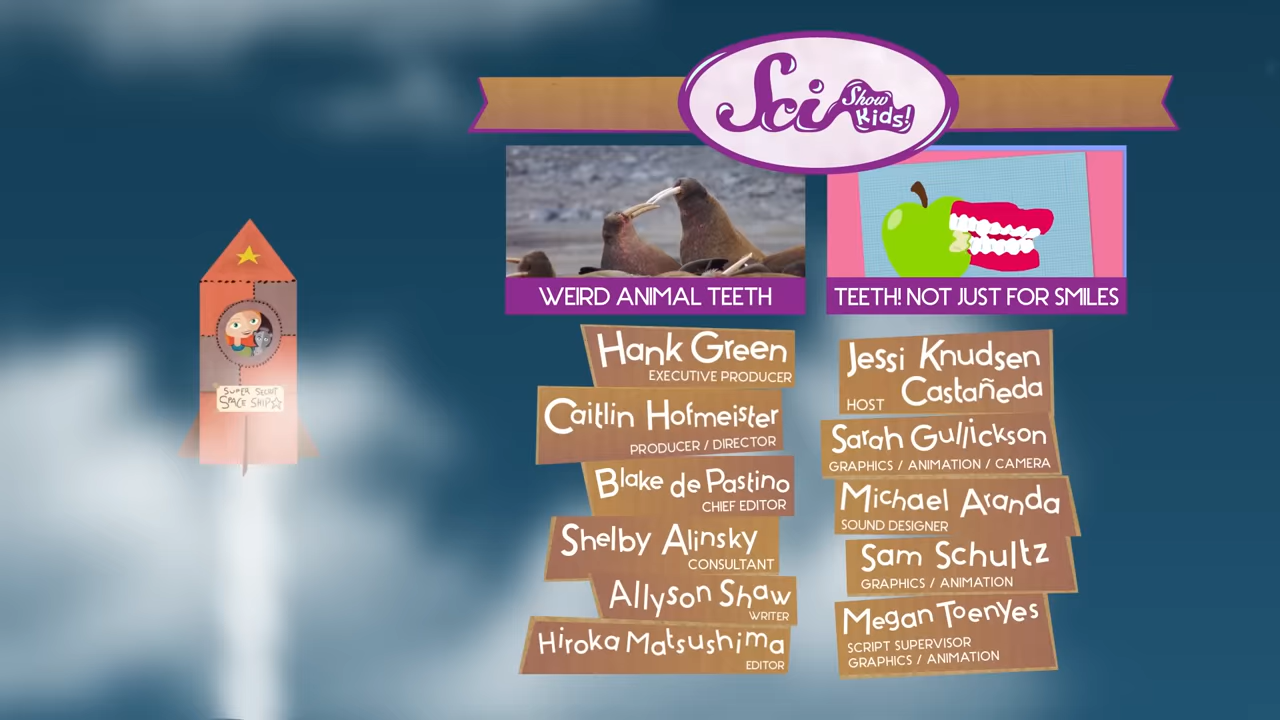 Sci Show Kids!
WEIRD ANIMAL TEETH
TEETH! NOT JUST FOR SMILES
Hank Green
EXECUTIVE PRODUCER
Caitlin Hofmeister
PRODUCER / DIRECTOR
Blake de Pastino
CHIEF EDITOR
Shelby Alinsky
CONSULTANT
Allyson Shaw
WRITER
Hiroka Matsushima
EDITOR
Jessi Knudsen
Castañeda
HOST
Sarah Gullickson
GRAPHICS / ANIMATION / CAMERA
Michael Aranda
SOUND DESIGNER
Sam Schultz
GRAPHICS / ANIMATION
Megan Toenyes
SCRIPT SUPERVISOR
GRAPHICS / ANIMATION
SUPER SECRET
SPACE SHIP